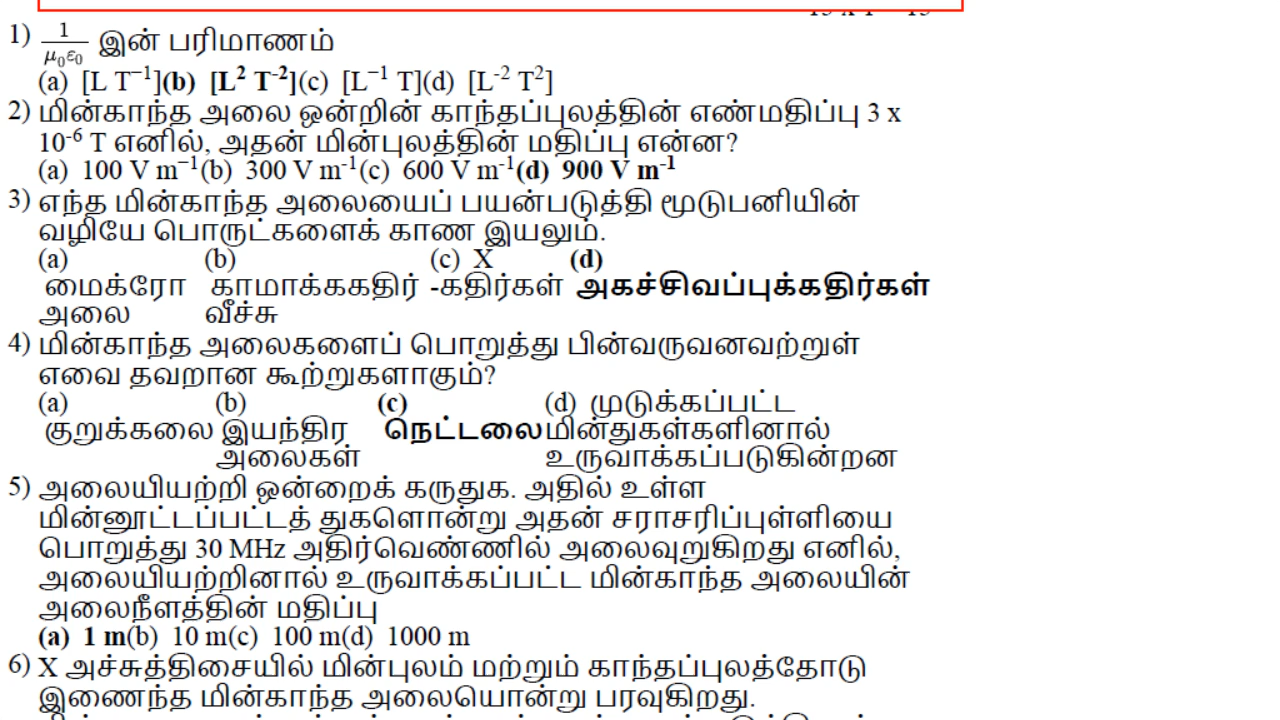 1) 1/μ₀ε₀ இன் பரிமாணம்
(a) [L T⁻¹](b) [L² T⁻²](c) [L⁻¹ T](d) [L⁻² T²]
2) மின்காந்த அலை ஒன்றின் காந்தப்புலத்தின் எண்மதிப்பு 3 x
10⁻⁶ T எனில், அதன் மின்புலத்தின் மதிப்பு என்ன?
(a) 100 V m⁻¹(b) 300 V m⁻¹(c) 600 V m⁻¹(d) 900 V m⁻¹
3) எந்த மின்காந்த அலையைப் பயன்படுத்தி மூடுபனியின்
வழியே பொருட்களைக் காண இயலும்.
(a) (b) (c) X (d)
மைக்ரோ காமாக்ககதிர் -கதிர்கள் அகச்சிவப்புக்கதிர்கள்
அலை வீச்சு
4) மின்காந்த அலைகளைப் பொறுத்து பின்வருவனவற்றுள்
எவை தவறான கூற்றுகளாகும்?
(a) (b) (c) (d) முடுக்கப்பட்ட
குறுக்கலை இயந்திர நெட்டலை மின்துகள்களினால்
அலைகள் உருவாக்கப்படுகின்றன
5) அலையியற்றி ஒன்றைக் கருதுக. அதில் உள்ள
மின்னூட்டப்பட்டத் துகளொன்று அதன் சராசரிப்புள்ளியை
பொறுத்து 30 MHz அதிர்வெண்ணில் அலைவுறுகிறது எனில்,
அலையியற்றினால் உருவாக்கப்பட்ட மின்காந்த அலையின்
அலைநீளத்தின் மதிப்பு
(a) 1 m(b) 10 m(c) 100 m(d) 1000 m
6) X அச்சுத்திசையில் மின்புலம் மற்றும் காந்தப்புலத்தோடு
இணைந்த மின்காந்த அலையொன்று பரவுகிறது.